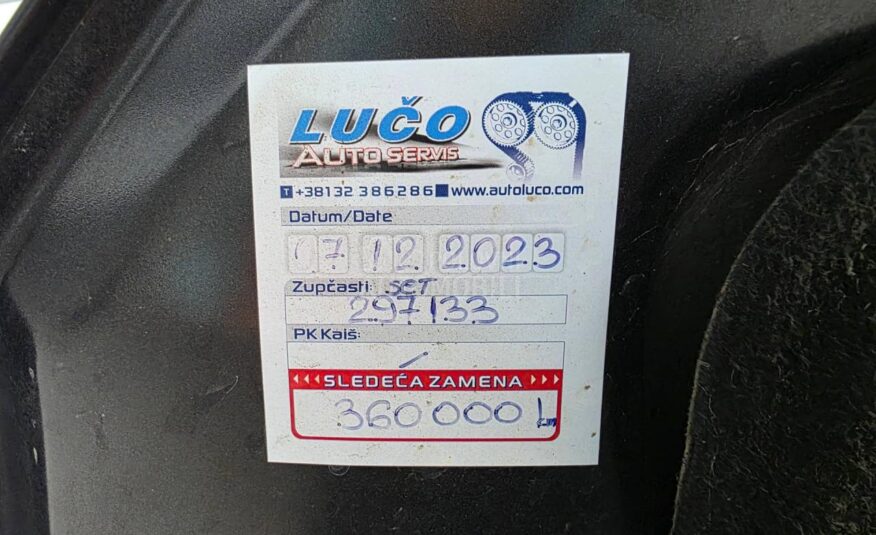 LUČO
AUTO SERVIS
T +38132 386286 www.autoluco.com
Datum/Date
07 12 2023
Zupčasti: SET
297133
PK Kaiš:
/
SLEDEĆA ZAMENA
360000
km